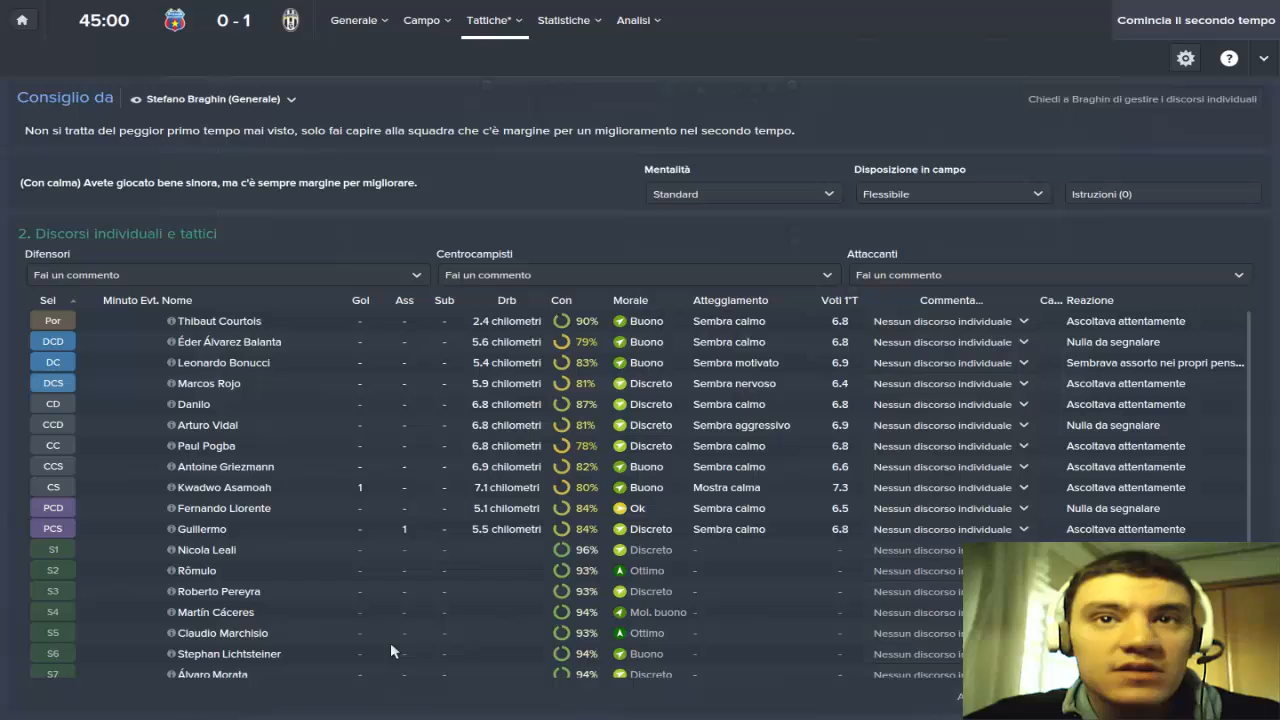 45:00 0 - 1 Generale Campo Tattiche* Statistiche Analisi Comincia il secondo tempo
?
Consiglio da Stefano Braghin (Generale) Chiedi a Braghin di gestire i discorsi individuali
Non si tratta del peggior primo tempo mai visto, solo fai capire alla squadra che c'è margine per un miglioramento nel secondo tempo.
Mentalità Disposizione in campo
(Con calma) Avete giocato bene sinora, ma c'è sempre margine per migliorare.
Standard Flessibile Istruzioni (0)
2. Discorsi individuali e tattici
Difensori Centrocampisti Attaccanti
Fai un commento Fai un commento Fai un commento
Sel Minuto Evt. Nome Gol Ass Sub Drb Con Morale Atteggiamento Voti 1°T Commenta... Ca... Reazione
Por Thibaut Courtois - - - 2.4 chilometri 90% Buono Sembra calmo 6.8 Nessun discorso individuale Ascoltava attentamente
DCD Éder Álvarez Balanta - - - 5.6 chilometri 79% Buono Sembra calmo 6.8 Nessun discorso individuale Nulla da segnalare
DC Leonardo Bonucci - - - 5.4 chilometri 83% Buono Sembra motivato 6.9 Nessun discorso individuale Sembrava assorto nei propri pens...
DCS Marcos Rojo - - - 5.9 chilometri 81% Discreto Sembra nervoso 6.4 Nessun discorso individuale Ascoltava attentamente
CD Danilo - - - 6.8 chilometri 87% Discreto Sembra calmo 6.8 Nessun discorso individuale Ascoltava attentamente
CCD Arturo Vidal - - - 6.8 chilometri 81% Discreto Sembra aggressivo 6.9 Nessun discorso individuale Nulla da segnalare
CC Paul Pogba - - - 6.8 chilometri 78% Discreto Sembra calmo 6.8 Nessun discorso individuale Ascoltava attentamente
CCS Antoine Griezmann - - - 6.9 chilometri 82% Buono Sembra calmo 6.6 Nessun discorso individuale Ascoltava attentamente
CS Kwadwo Asamoah 1 - - 7.1 chilometri 80% Buono Mostra calma 7.3 Nessun discorso individuale Ascoltava attentamente
PCD Fernando Llorente - - - 5.1 chilometri 84% Ok Sembra calmo 6.5 Nessun discorso individuale Nulla da segnalare
PCS Guillermo - 1 - 5.5 chilometri 84% Discreto Sembra calmo 6.8 Nessun discorso individuale Ascoltava attentamente
S1 Nicola Leali - - - 96% Discreto - - Nessun discorso
S2 Rômulo - - - 93% Ottimo - - Nessun discorso
S3 Roberto Pereyra - - - 93% Discreto - - Nessun discorso
S4 Martín Cáceres - - - 94% Mol. buono - - Nessun discorso
S5 Claudio Marchisio - - - 93% Ottimo - - Nessun discorso
S6 Stephan Lichtsteiner - - - 94% Buono - - Nessun discorso
S7 Álvaro Morata - - - 94% Discreto - - Nessun discorso